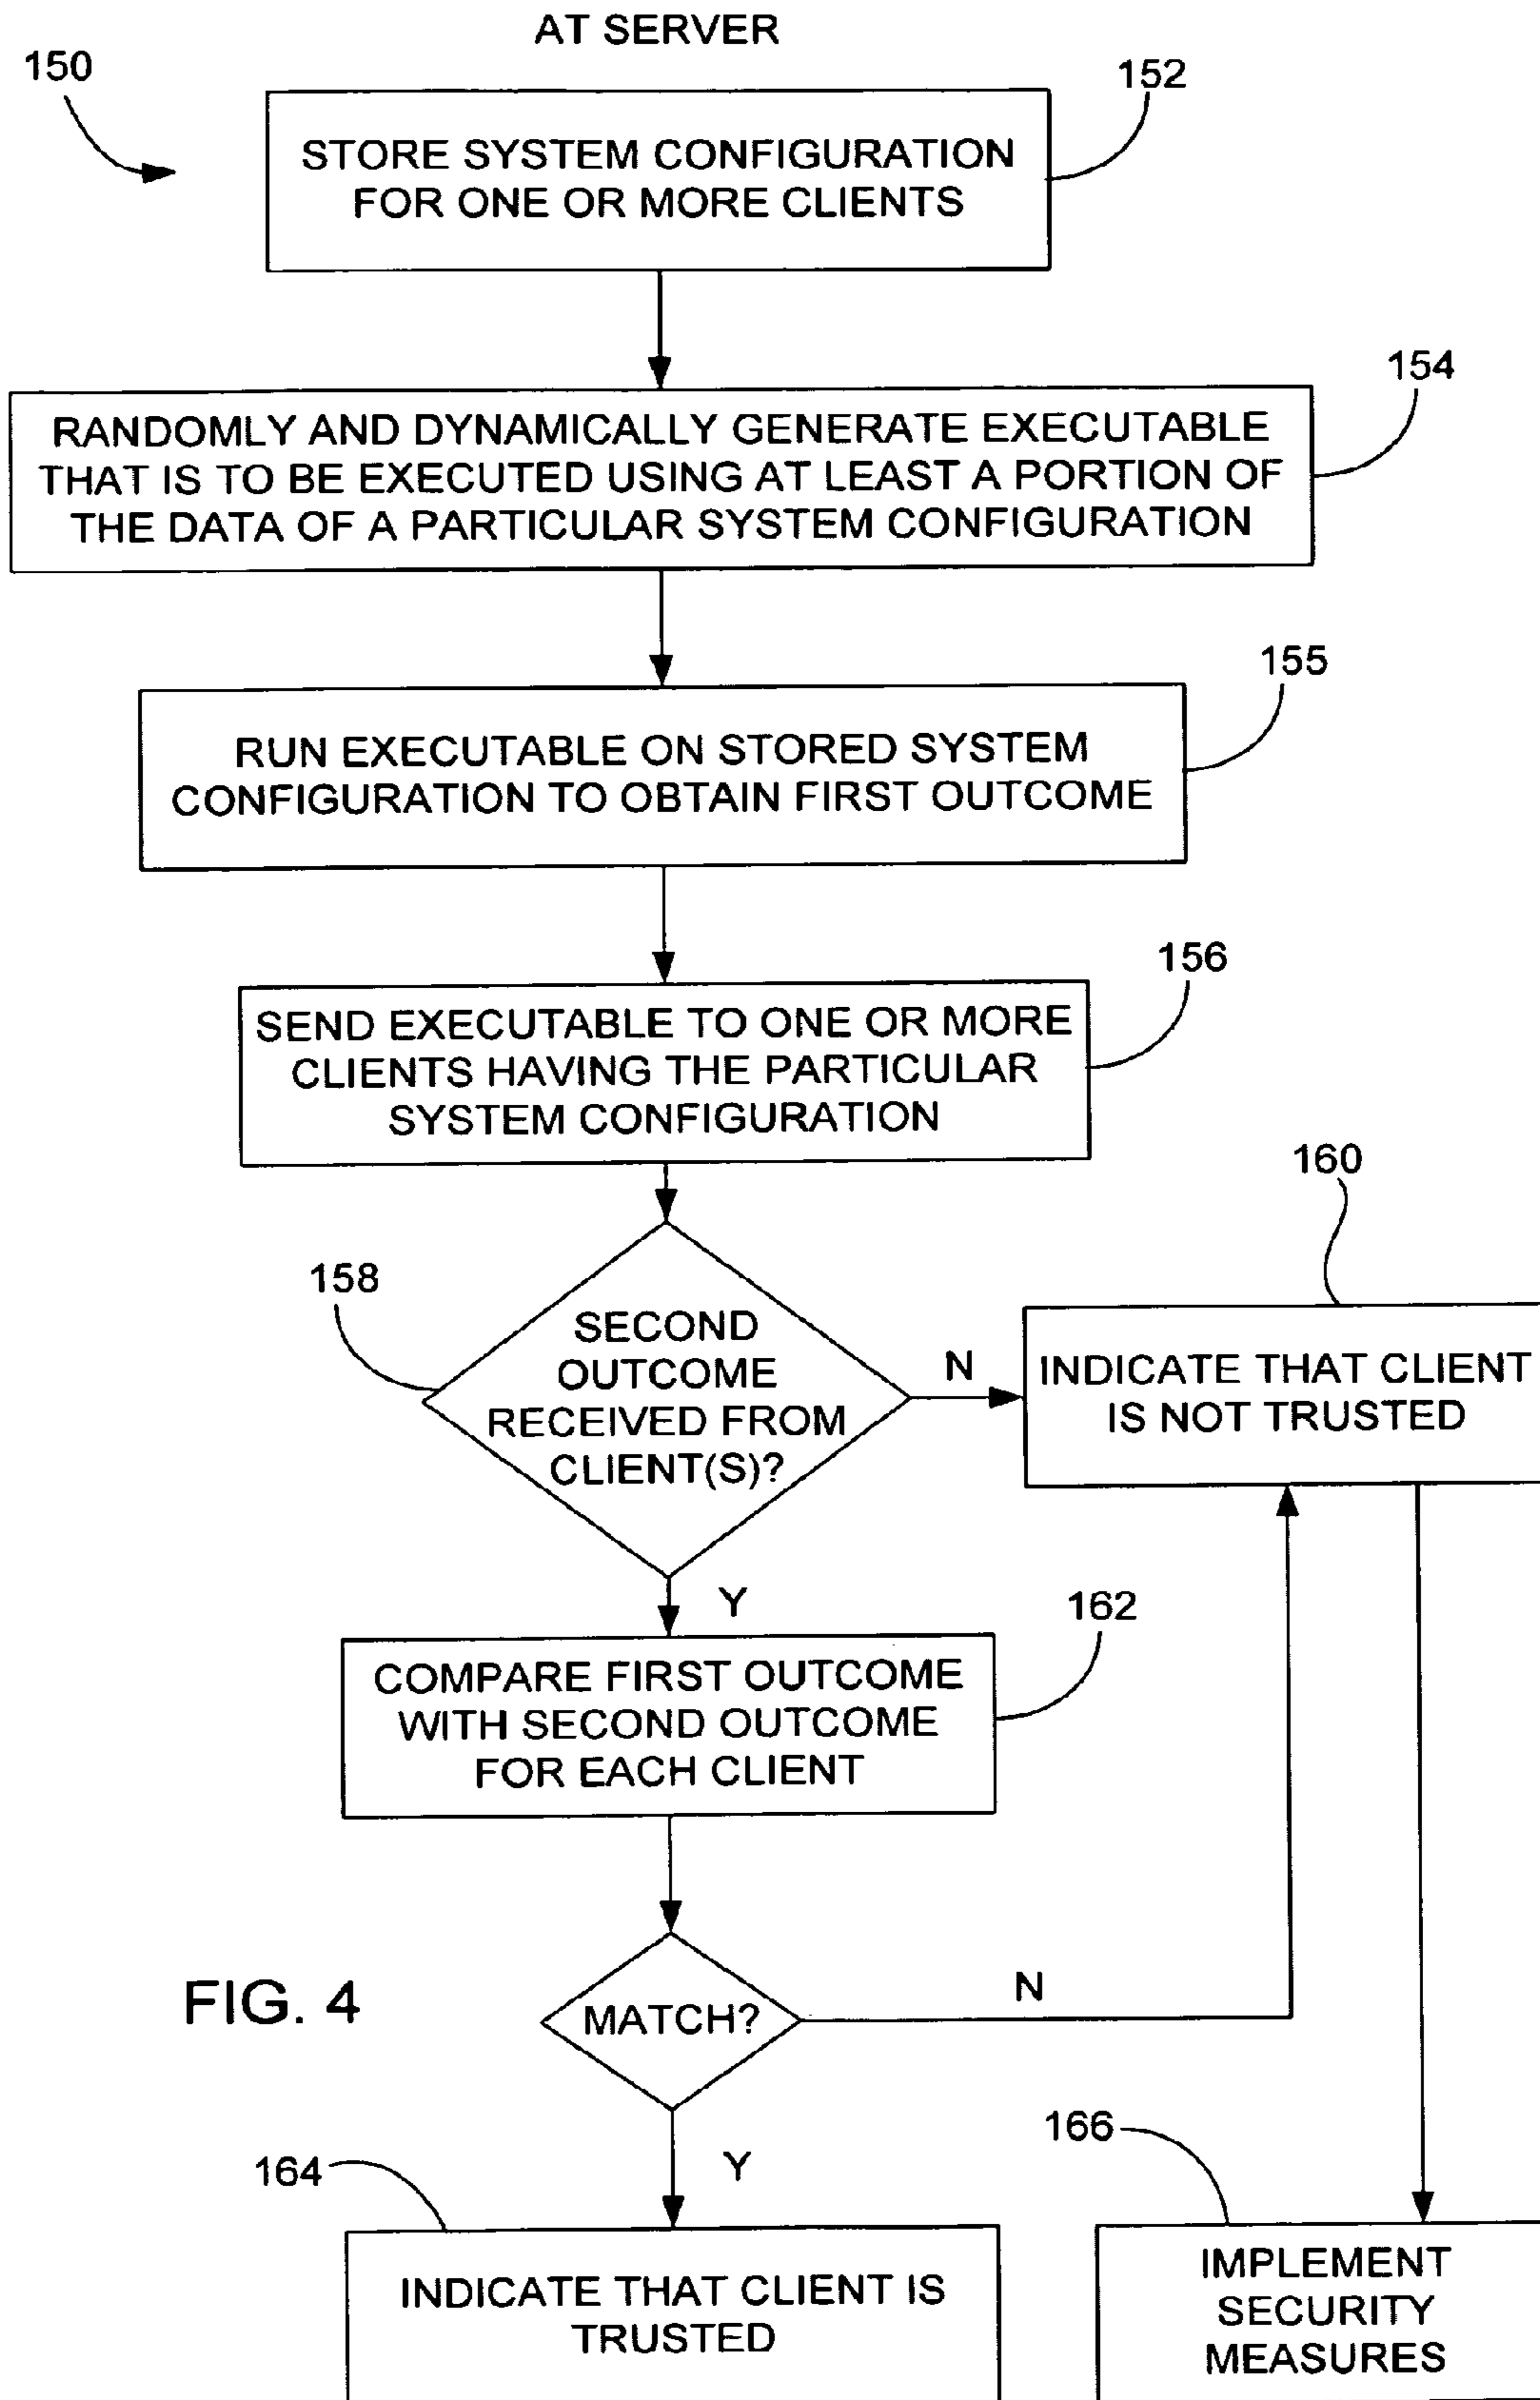 AT SERVER
150
152
STORE SYSTEM CONFIGURATION
FOR ONE OR MORE CLIENTS
154
RANDOMLY AND DYNAMICALLY GENERATE EXECUTABLE
THAT IS TO BE EXECUTED USING AT LEAST A PORTION OF
THE DATA OF A PARTICULAR SYSTEM CONFIGURATION
155
RUN EXECUTABLE ON STORED SYSTEM
CONFIGURATION TO OBTAIN FIRST OUTCOME
156
SEND EXECUTABLE TO ONE OR MORE
CLIENTS HAVING THE PARTICULAR
SYSTEM CONFIGURATION
158
SECOND
OUTCOME
RECEIVED FROM
CLIENT(S)?
N
160
INDICATE THAT CLIENT
IS NOT TRUSTED
Y
162
COMPARE FIRST OUTCOME
WITH SECOND OUTCOME
FOR EACH CLIENT
FIG. 4
MATCH?
N
Y
164
INDICATE THAT CLIENT IS
TRUSTED
166
IMPLEMENT
SECURITY
MEASURES